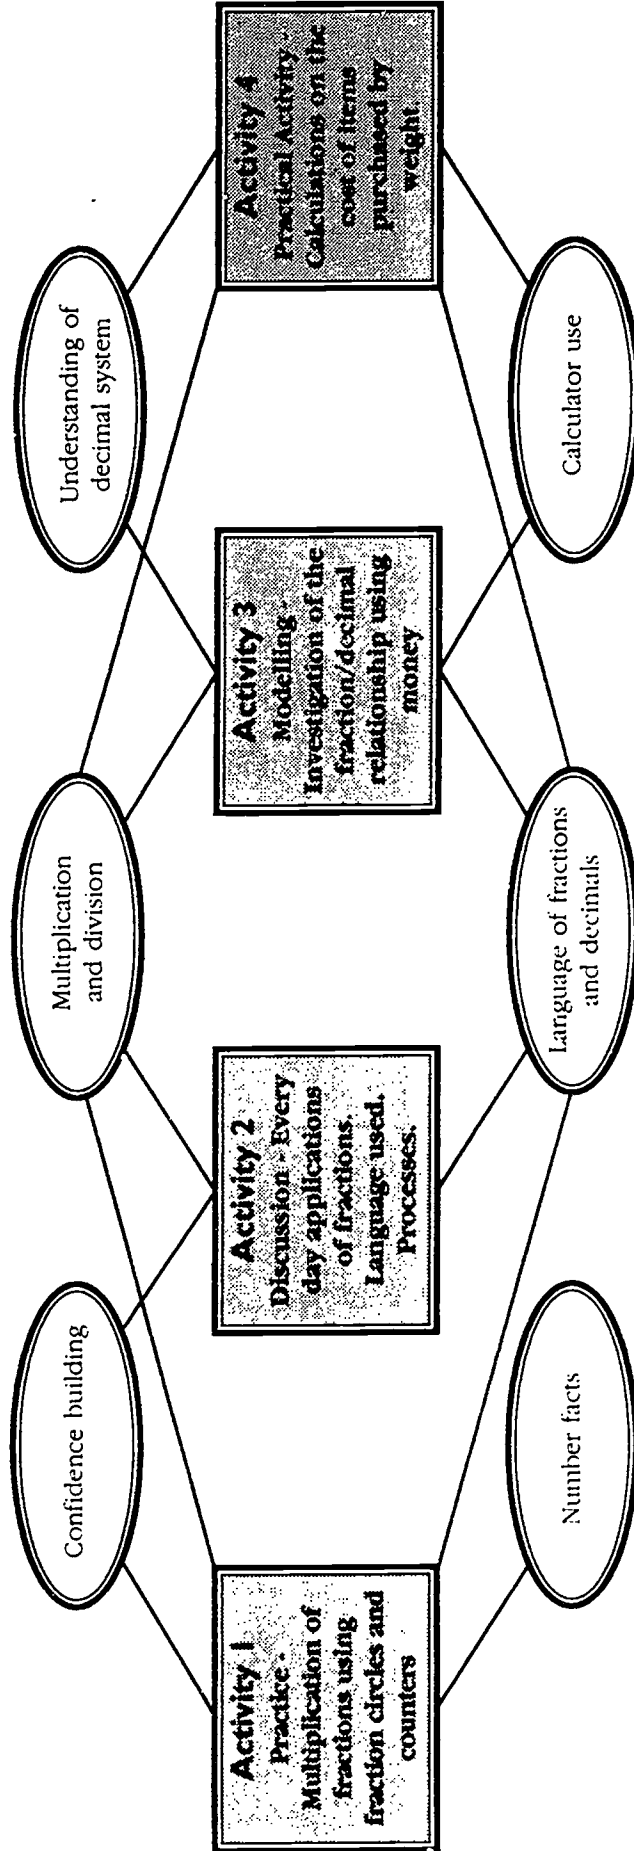 Confidence building
Multiplication
and division
Understanding of
decimal system
Activity 1
Practice -
Multiplication of
fractions using
fraction circles and
counters
Activity 2
Discussion - Every
day applications
of fractions.
Language used.
Processes.
Activity 3
Modelling -
Investigation of the
fraction/decimal
relationship using
money
Activity 4
Practical Activity -
Calculations on the
cost of items
purchased by
weight
Number facts
Language of fractions
and decimals
Calculator use